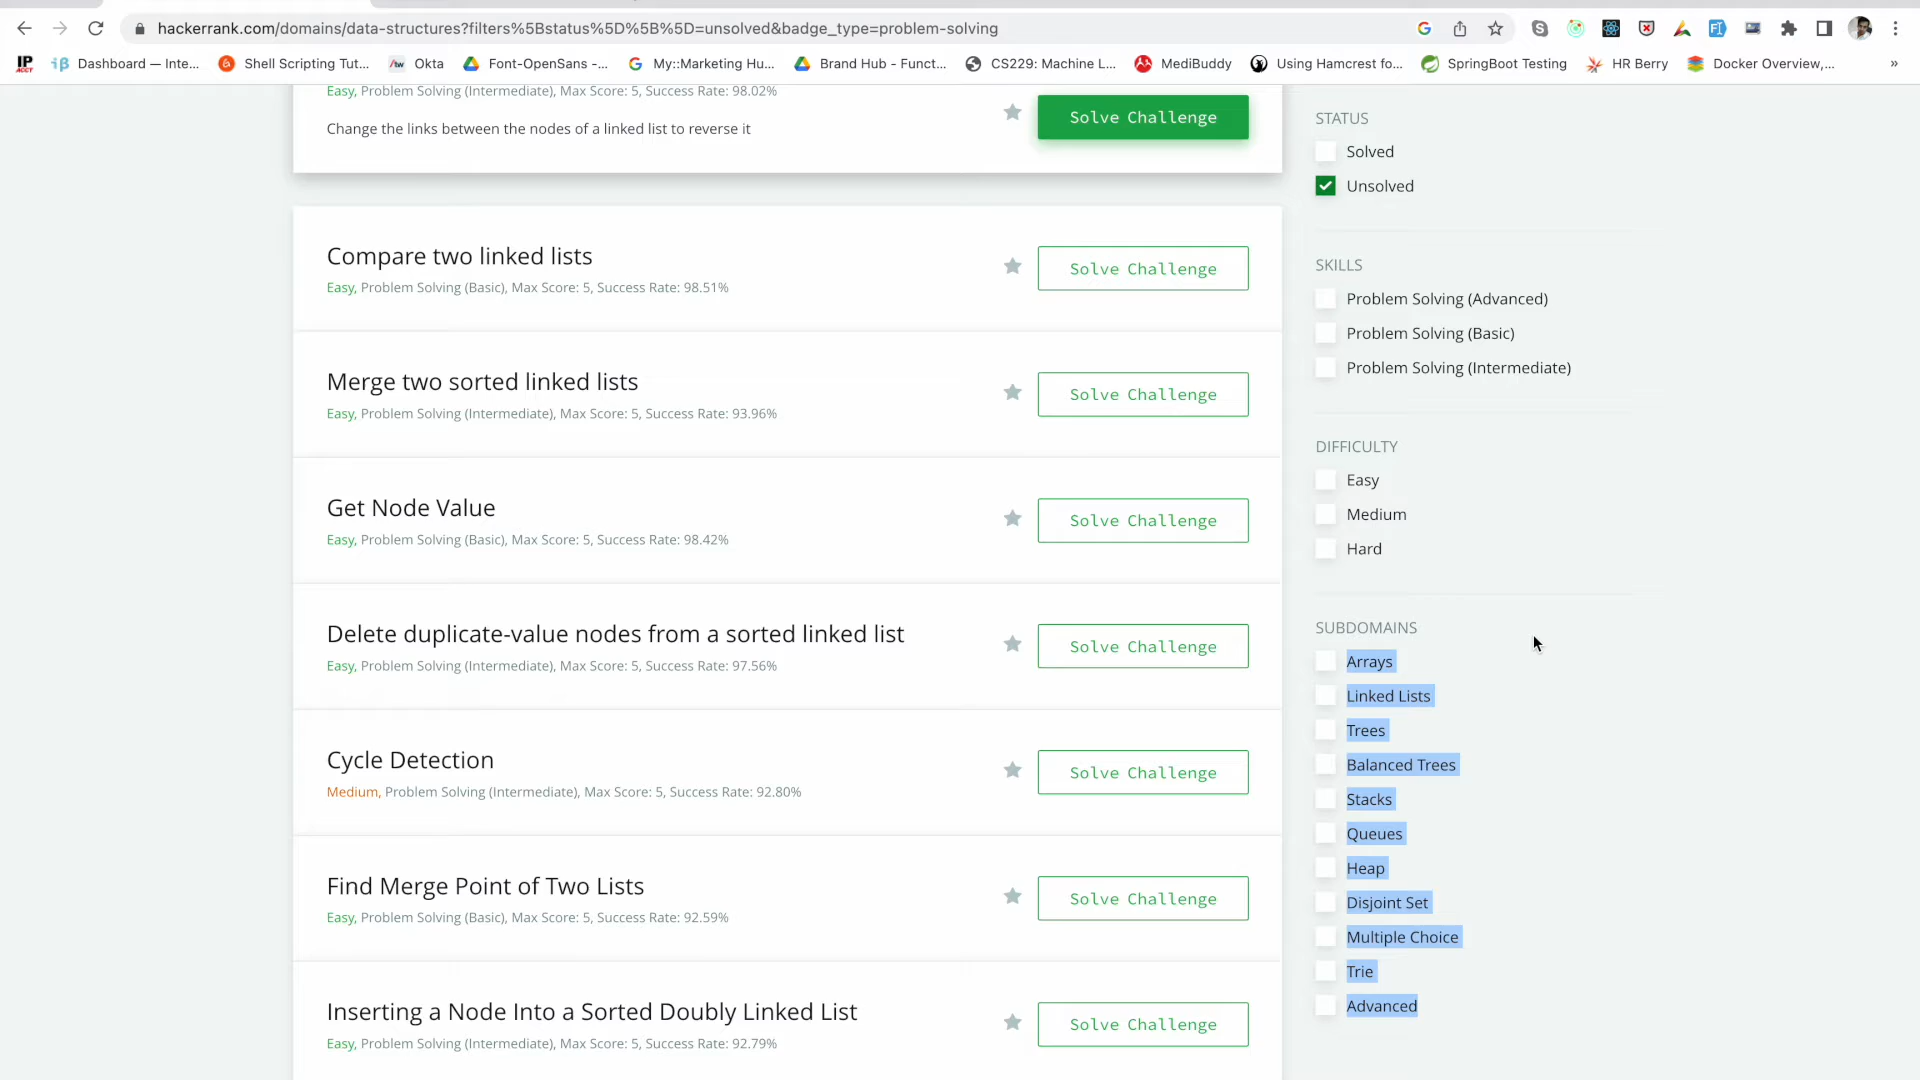 hackerrank.com/domains/data-structures?filters%5Bstatus%5D%5B%5D=unsolved&badge_type=problem-solving
Dashboard — Inte... Shell Scripting Tut... Okta Font-OpenSans -... My::Marketing Hu... Brand Hub - Funct... CS229: Machine L... MediBuddy Using Hamcrest fo... SpringBoot Testing HR Berry Docker Overview,... »
Easy, Problem Solving (Intermediate), Max Score: 5, Success Rate: 98.02%
Change the links between the nodes of a linked list to reverse it
Solve Challenge
Compare two linked lists
Easy, Problem Solving (Basic), Max Score: 5, Success Rate: 98.51%
Solve Challenge
Merge two sorted linked lists
Easy, Problem Solving (Intermediate), Max Score: 5, Success Rate: 93.96%
Solve Challenge
Get Node Value
Easy, Problem Solving (Basic), Max Score: 5, Success Rate: 98.42%
Solve Challenge
Delete duplicate-value nodes from a sorted linked list
Easy, Problem Solving (Intermediate), Max Score: 5, Success Rate: 97.56%
Solve Challenge
Cycle Detection
Medium, Problem Solving (Intermediate), Max Score: 5, Success Rate: 92.80%
Solve Challenge
Find Merge Point of Two Lists
Easy, Problem Solving (Basic), Max Score: 5, Success Rate: 92.59%
Solve Challenge
Inserting a Node Into a Sorted Doubly Linked List
Easy, Problem Solving (Intermediate), Max Score: 5, Success Rate: 92.79%
Solve Challenge
STATUS
Solved
Unsolved
SKILLS
Problem Solving (Advanced)
Problem Solving (Basic)
Problem Solving (Intermediate)
DIFFICULTY
Easy
Medium
Hard
SUBDOMAINS
Arrays
Linked Lists
Trees
Balanced Trees
Stacks
Queues
Heap
Disjoint Set
Multiple Choice
Trie
Advanced